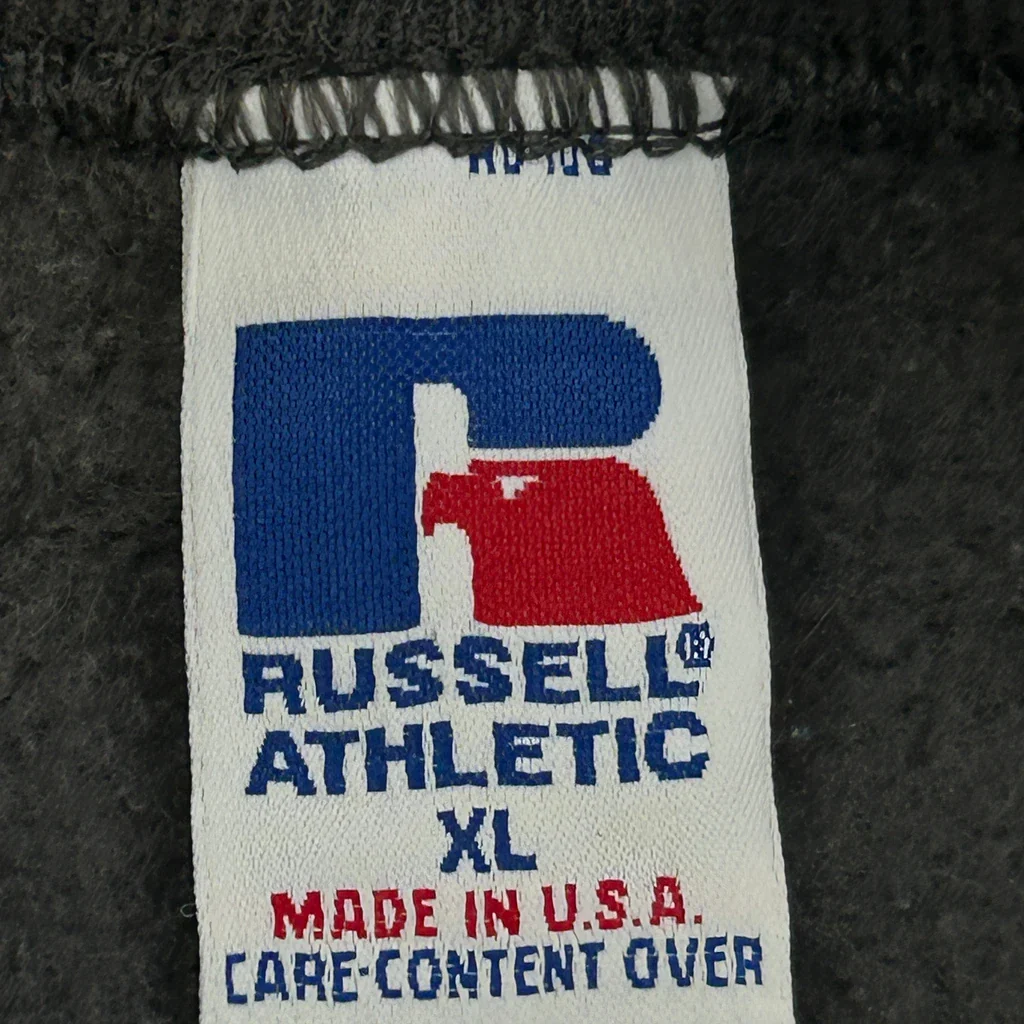 RUSSELL®
ATHLETIC
XL
MADE IN U.S.A.
CARE-CONTENT OVER